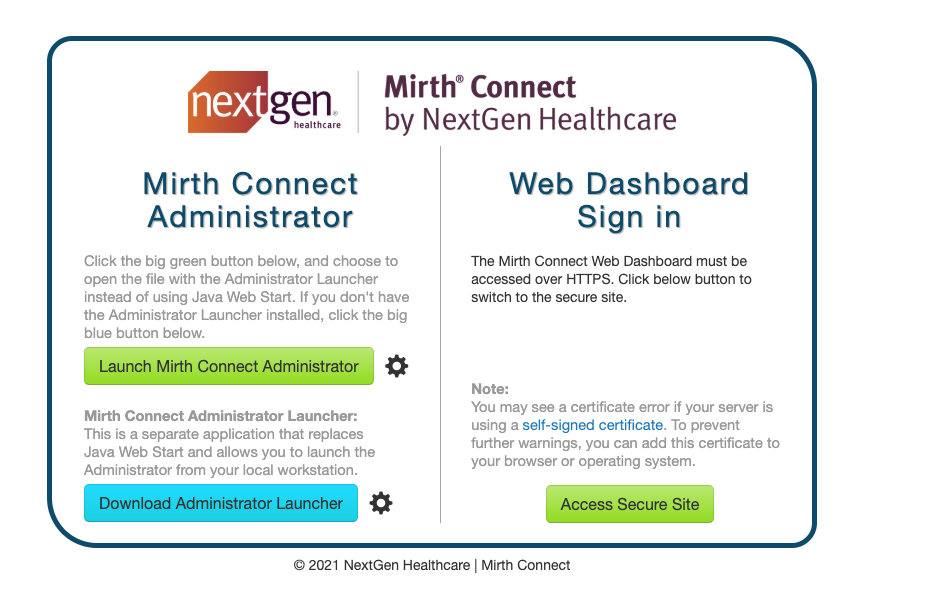 nextgen®
healthcare
Mirth® Connect
by NextGen Healthcare
Mirth Connect
Administrator
Click the big green button below, and choose to
open the file with the Administrator Launcher
instead of using Java Web Start. If you don't have
the Administrator Launcher installed, click the big
blue button below.
Launch Mirth Connect Administrator
Mirth Connect Administrator Launcher:
This is a separate application that replaces
Java Web Start and allows you to launch the
Administrator from your local workstation.
Download Administrator Launcher
Web Dashboard
Sign in
The Mirth Connect Web Dashboard must be
accessed over HTTPS. Click below button to
switch to the secure site.
Note:
You may see a certificate error if your server is
using a self-signed certificate. To prevent
further warnings, you can add this certificate to
your browser or operating system.
Access Secure Site
© 2021 NextGen Healthcare | Mirth Connect